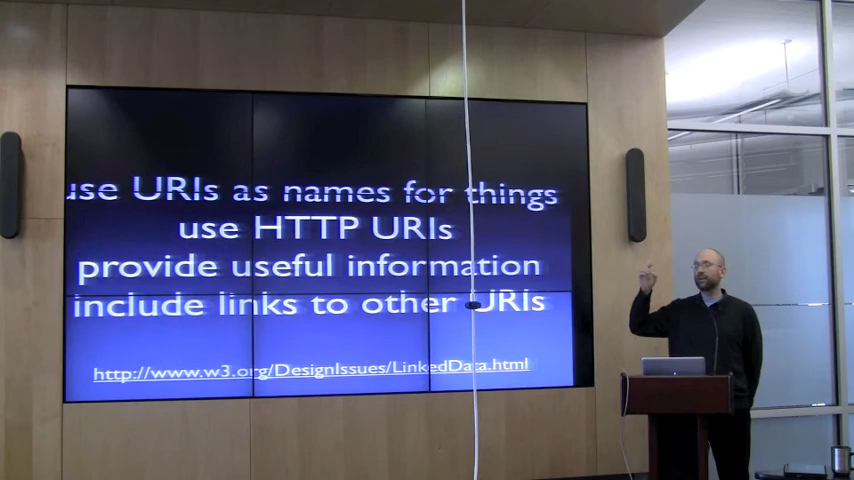 use URIs as names for things
use HTTP URIs
provide useful information
include links to other URIs
http://www.w3.org/DesignIssues/LinkedData.html